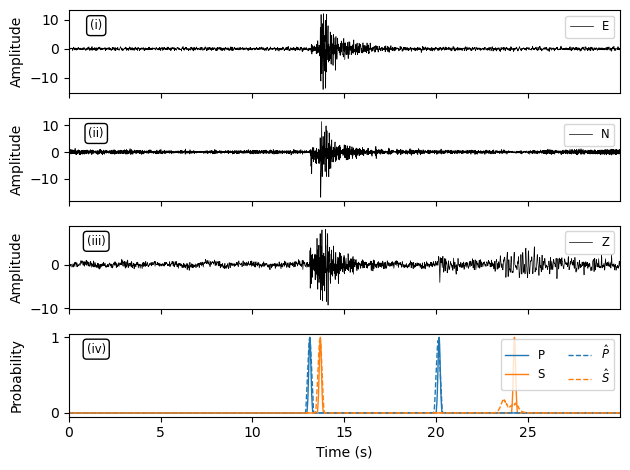 Amplitude
10
0
−10
(i)
E
Amplitude
10
0
−10
(ii)
N
Amplitude
0
−10
(iii)
Z
Probability
1
0
(iv)
P
S
P̂
Ŝ
0 5 10 15 20 25
Time (s)